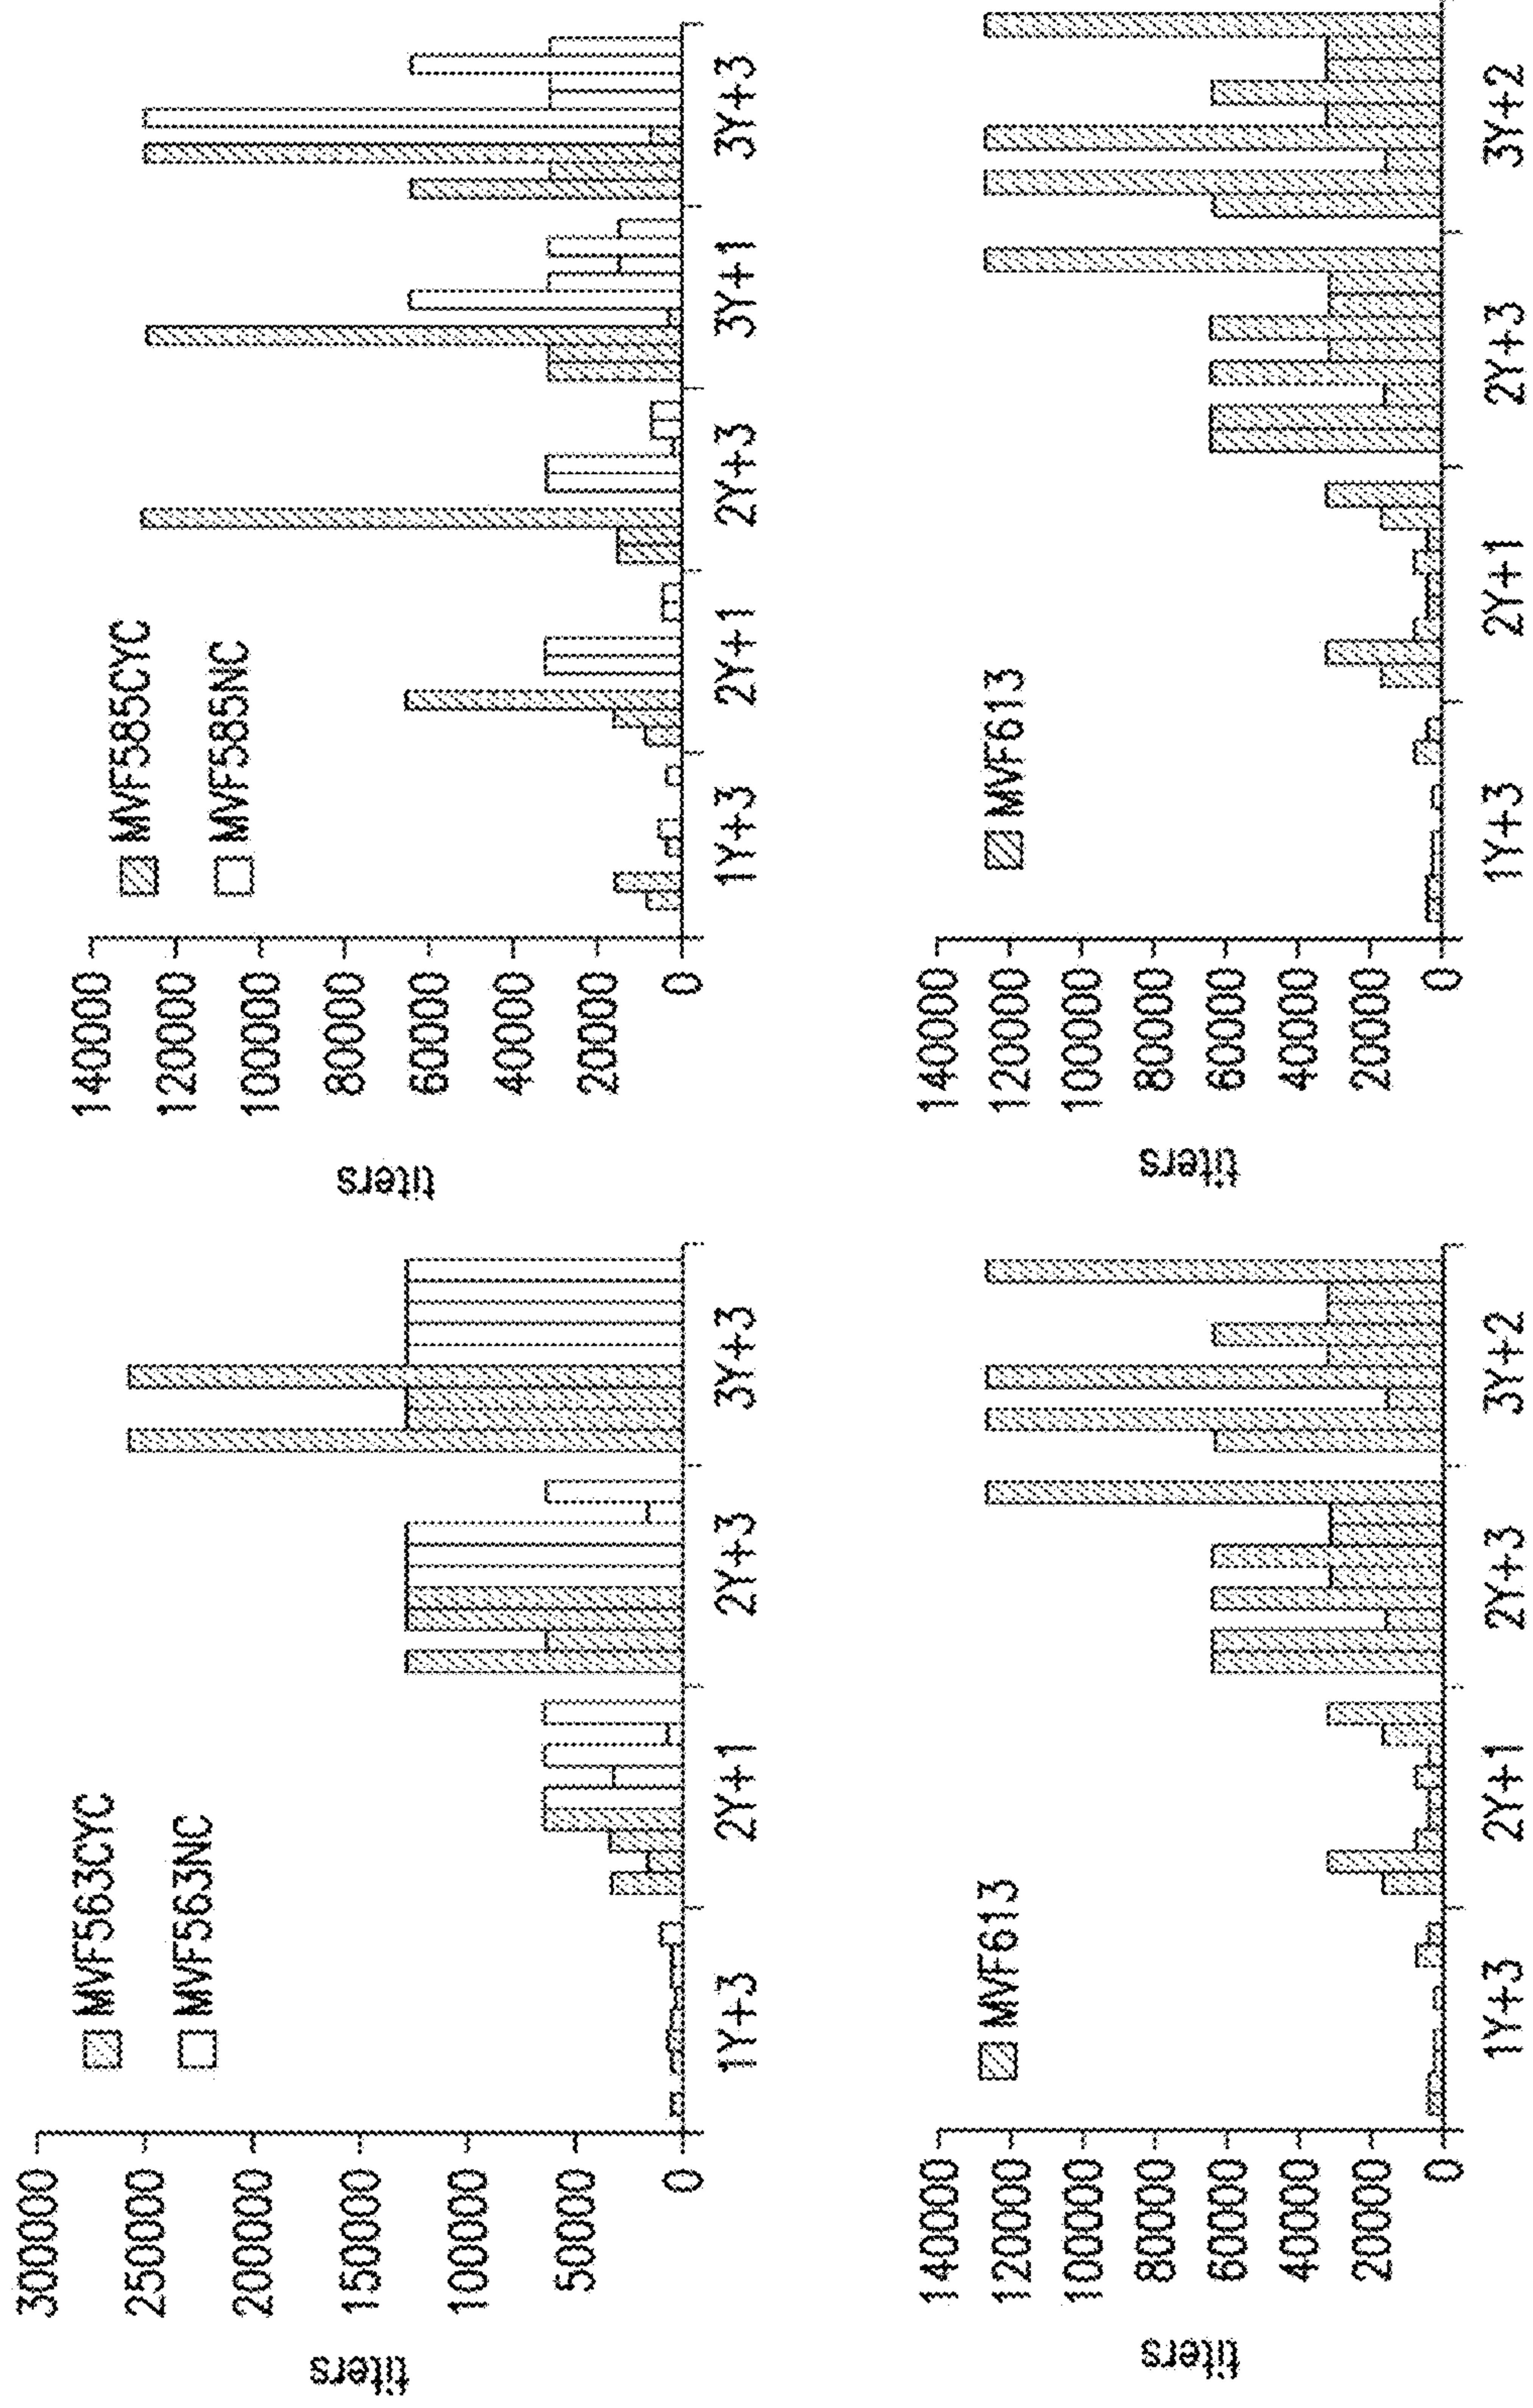 MVF563CYC
MVF563NC
300000
250000
200000
150000
100000
50000
0
titers
1Y+3 2Y+1 2Y+3 3Y+3
MVF585CYC
MVF585NC
140000
120000
100000
80000
60000
40000
20000
0
titers
1Y+3 2Y+1 2Y+3 3Y+1 3Y+3
MVF613
140000
120000
100000
80000
60000
40000
20000
0
titers
1Y+3 2Y+1 2Y+3 3Y+2
MVF613
140000
120000
100000
80000
60000
40000
20000
0
titers
1Y+3 2Y+1 2Y+3 3Y+2